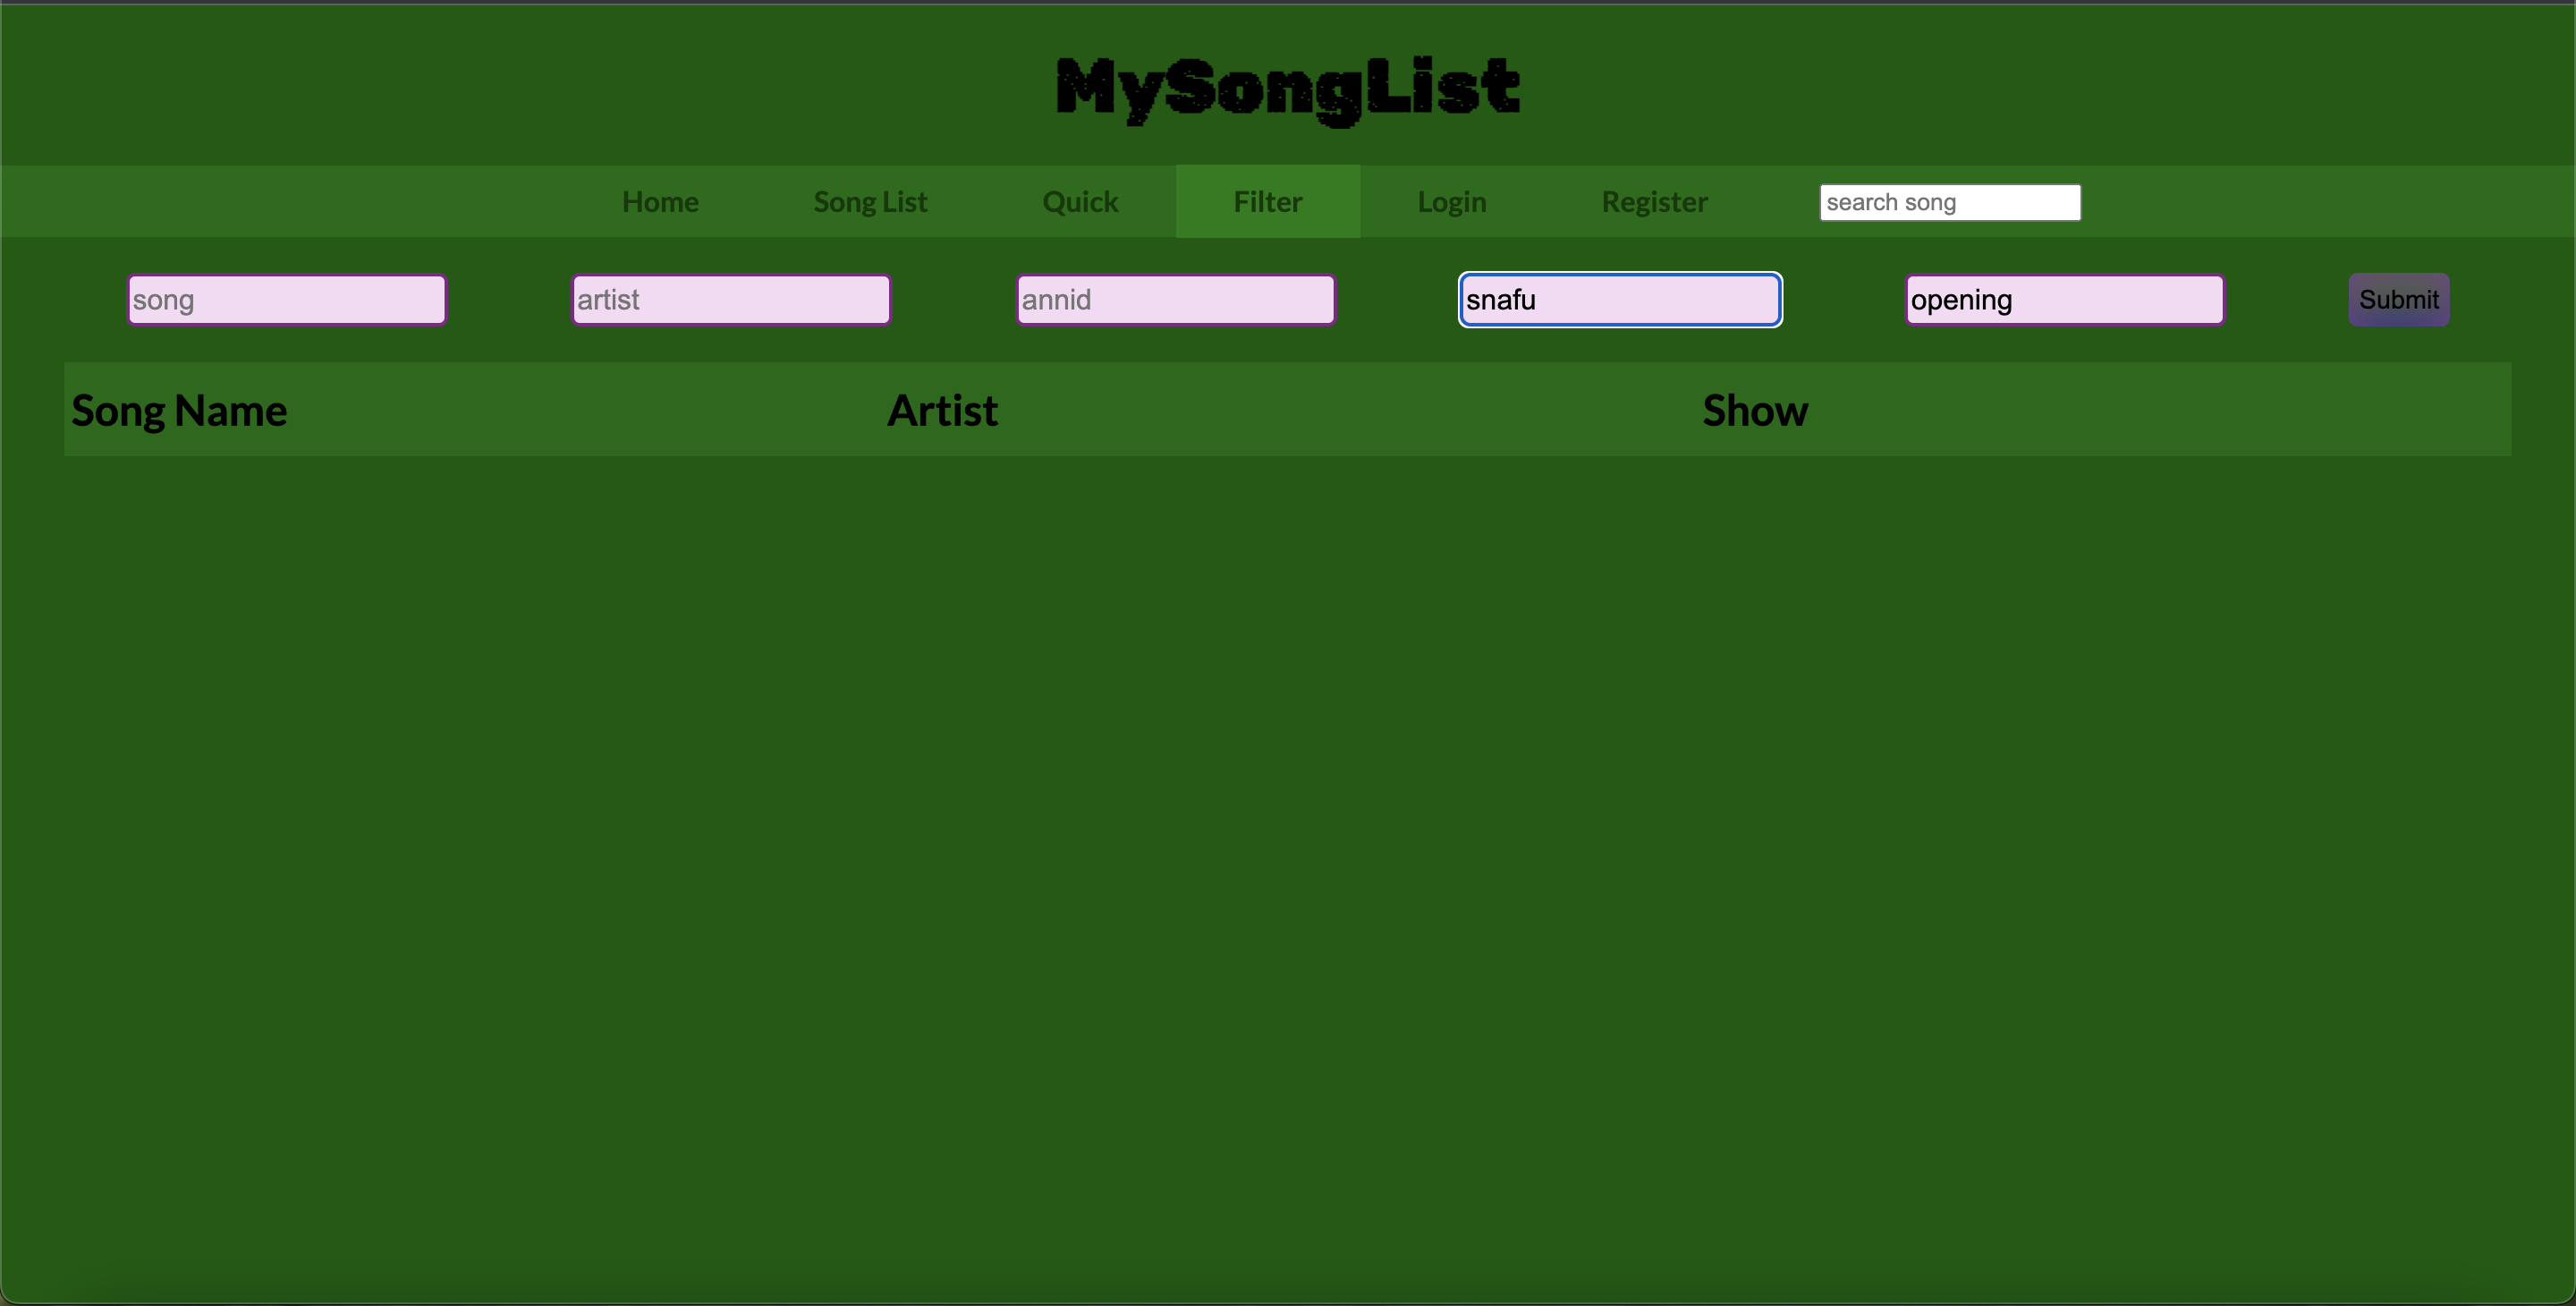 MySongList
Home Song List Quick Filter Login Register search song
song artist annid snafu opening Submit
Song Name Artist Show